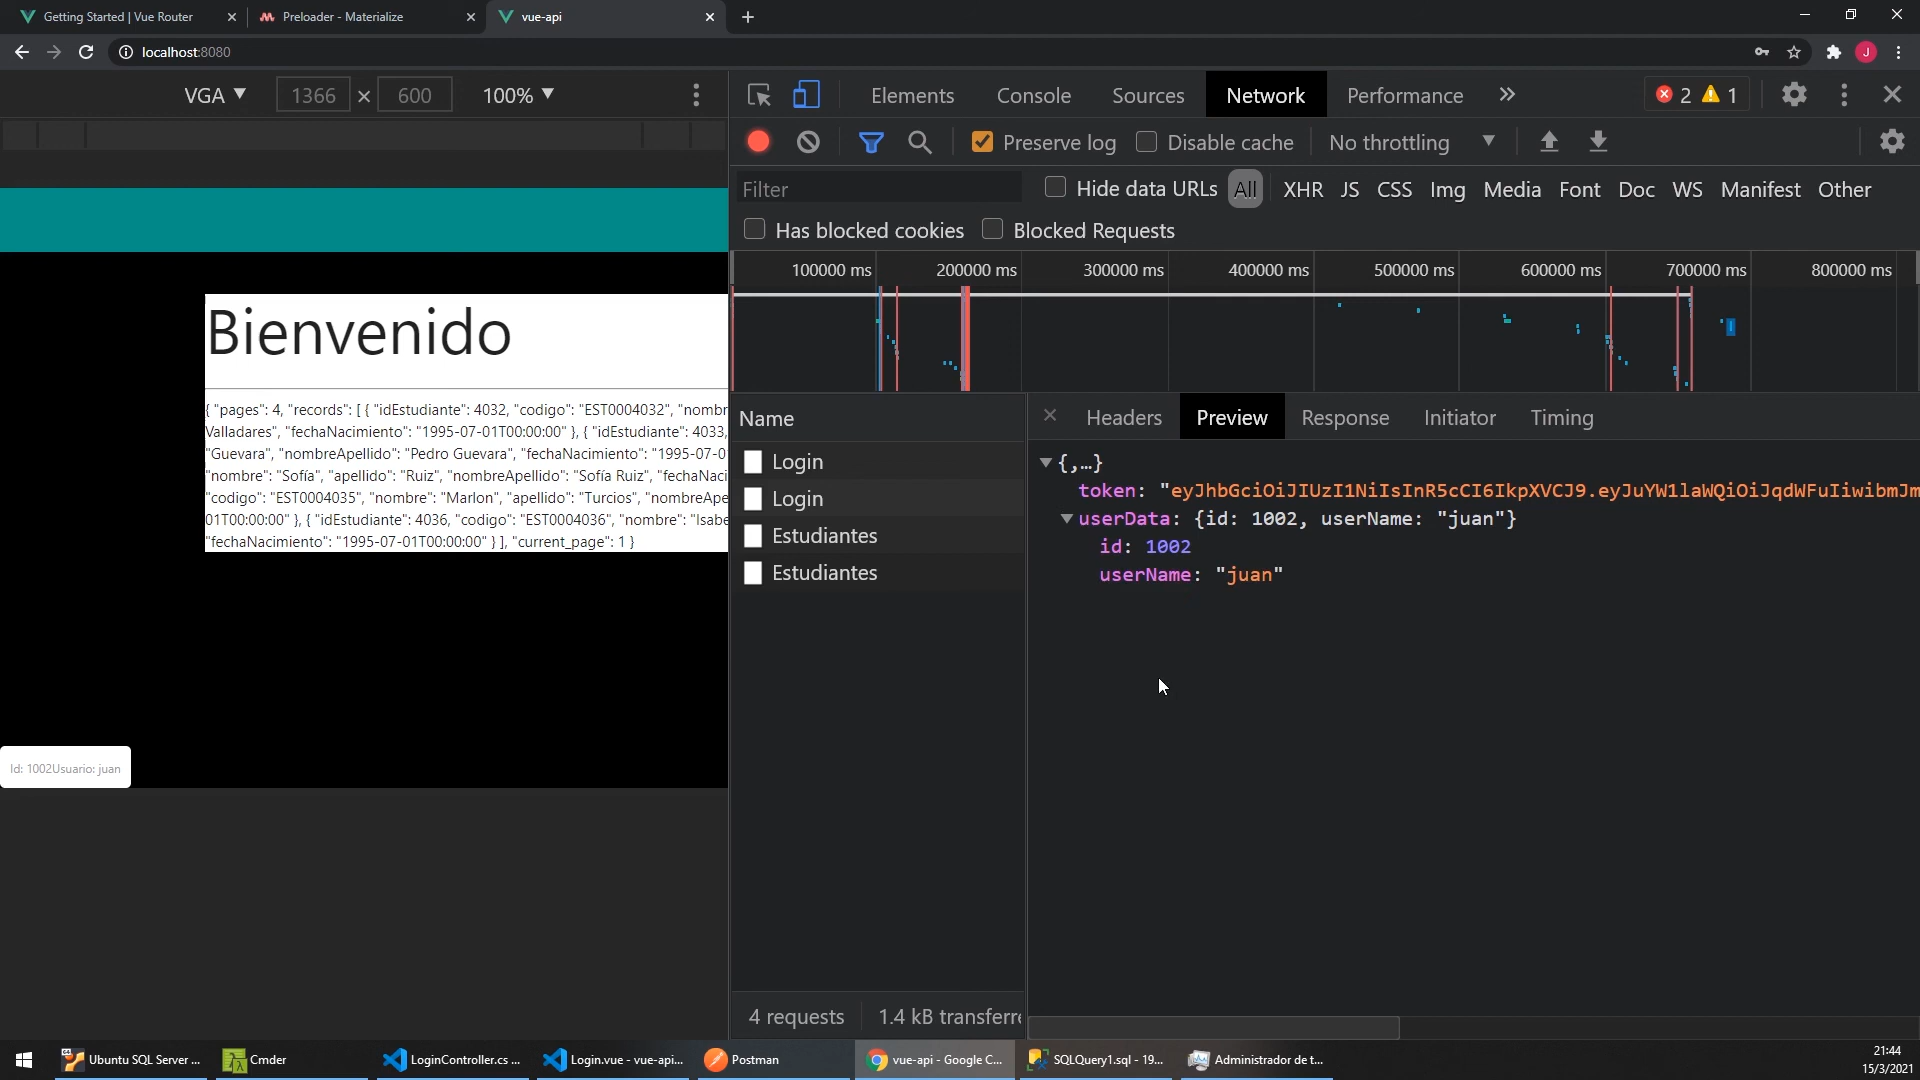 Getting Started | Vue Router
Preloader - Materialize
vue-api
localhost:8080
J
VGA
1366 × 600
100%
Elements
Console
Sources
Network
Performance
2
1
Preserve log
Disable cache
No throttling
Filter
Hide data URLs
All
XHR
JS
CSS
Img
Media
Font
Doc
WS
Manifest
Other
Has blocked cookies
Blocked Requests
100000 ms
200000 ms
300000 ms
400000 ms
500000 ms
600000 ms
700000 ms
800000 ms
Bienvenido
{ "pages": 4, "records": [ { "idEstudiante": 4032, "codigo": "EST0004032", "nombr
Valladares", "fechaNacimiento": "1995-07-01T00:00:00" }, { "idEstudiante": 4033,
"Guevara", "nombreApellido": "Pedro Guevara", "fechaNacimiento": "1995-07-0
"nombre": "Sofía", "apellido": "Ruiz", "nombreApellido": "Sofía Ruiz", "fechaNaci
"codigo": "EST0004035", "nombre": "Marlon", "apellido": "Turcios", "nombreApe
01T00:00:00" }, { "idEstudiante": 4036, "codigo": "EST0004036", "nombre": "Isabe
"fechaNacimiento": "1995-07-01T00:00:00" } ], "current_page": 1 }
Id: 1002Usuario: juan
Name
Login
Login
Estudiantes
Estudiantes
4 requests
1.4 kB transferre
Headers
Preview
Response
Initiator
Timing
{,…}
token: "eyJhbGciOiJIUzI1NiIsInR5cCI6IkpXVCJ9.eyJuYW1laWQiOiJqdWFuIiwibmJm
userData: {id: 1002, userName: "juan"}
id: 1002
userName: "juan"
Ubuntu SQL Server ...
Cmder
LoginController.cs ...
Login.vue - vue-api...
Postman
vue-api - Google C...
SQLQuery1.sql - 19...
Administrador de t...
21:44
15/3/2021